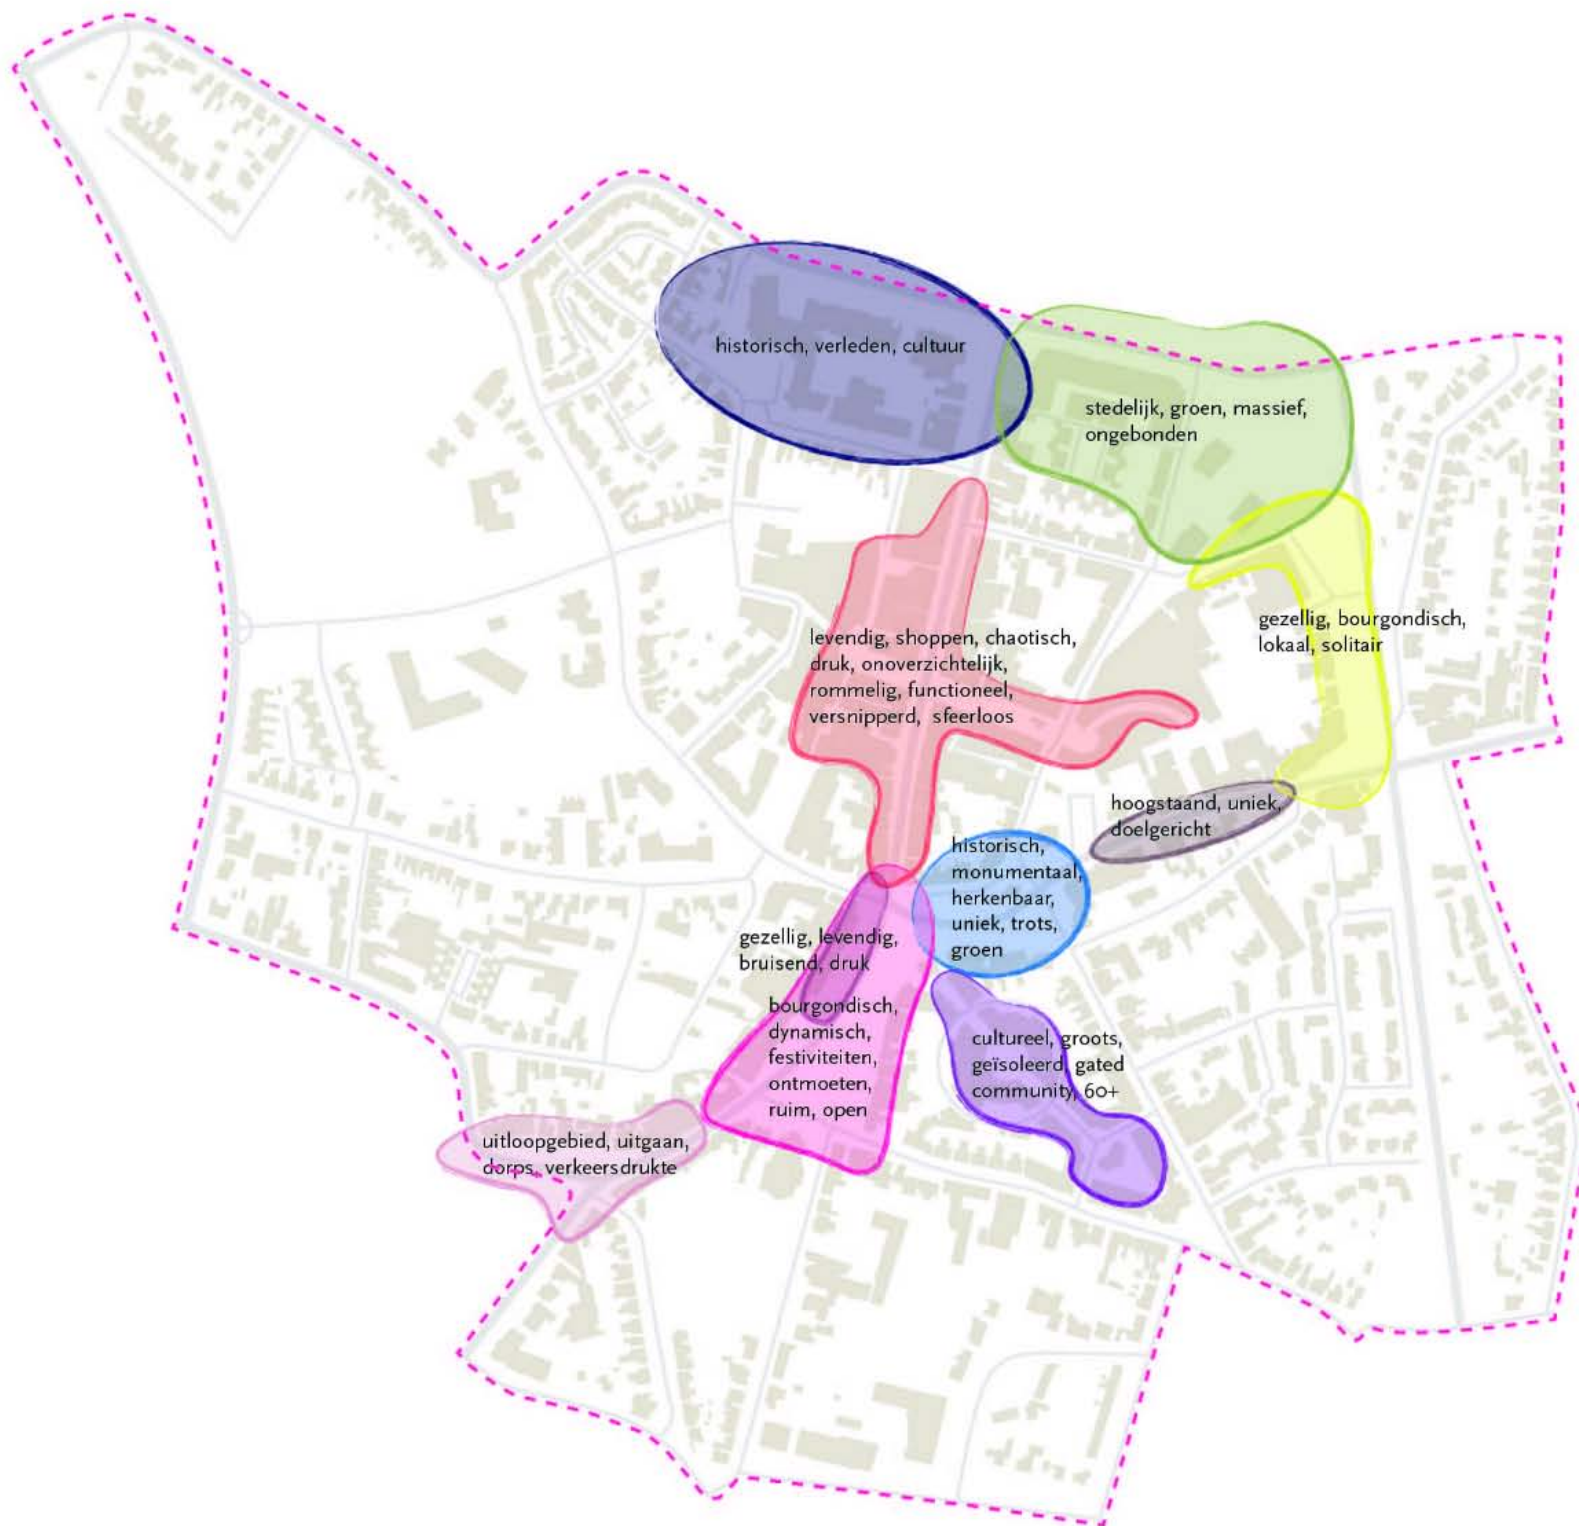 historisch, verleden, cultuur
stedelijk, groen, massief,
ongebonden
gezellig, bourgondisch,
lokaal, solitair
levendig, shoppen, chaotisch,
druk, onoverzichtelijk,
rommelig, functioneel,
versnipperd, sfeerloos
hoogstaand, uniek,
doelgericht
historisch,
monumentaal,
herkenbaar,
uniek, trots,
groen
gezellig, levendig,
bruisend, druk
bourgondisch,
dynamisch,
festiviteiten,
ontmoeten,
ruim, open
cultureel, groots,
geïsoleerd, gated
community, 60+
uitloopgebied, uitgaan,
dorps, verkeersdrukte